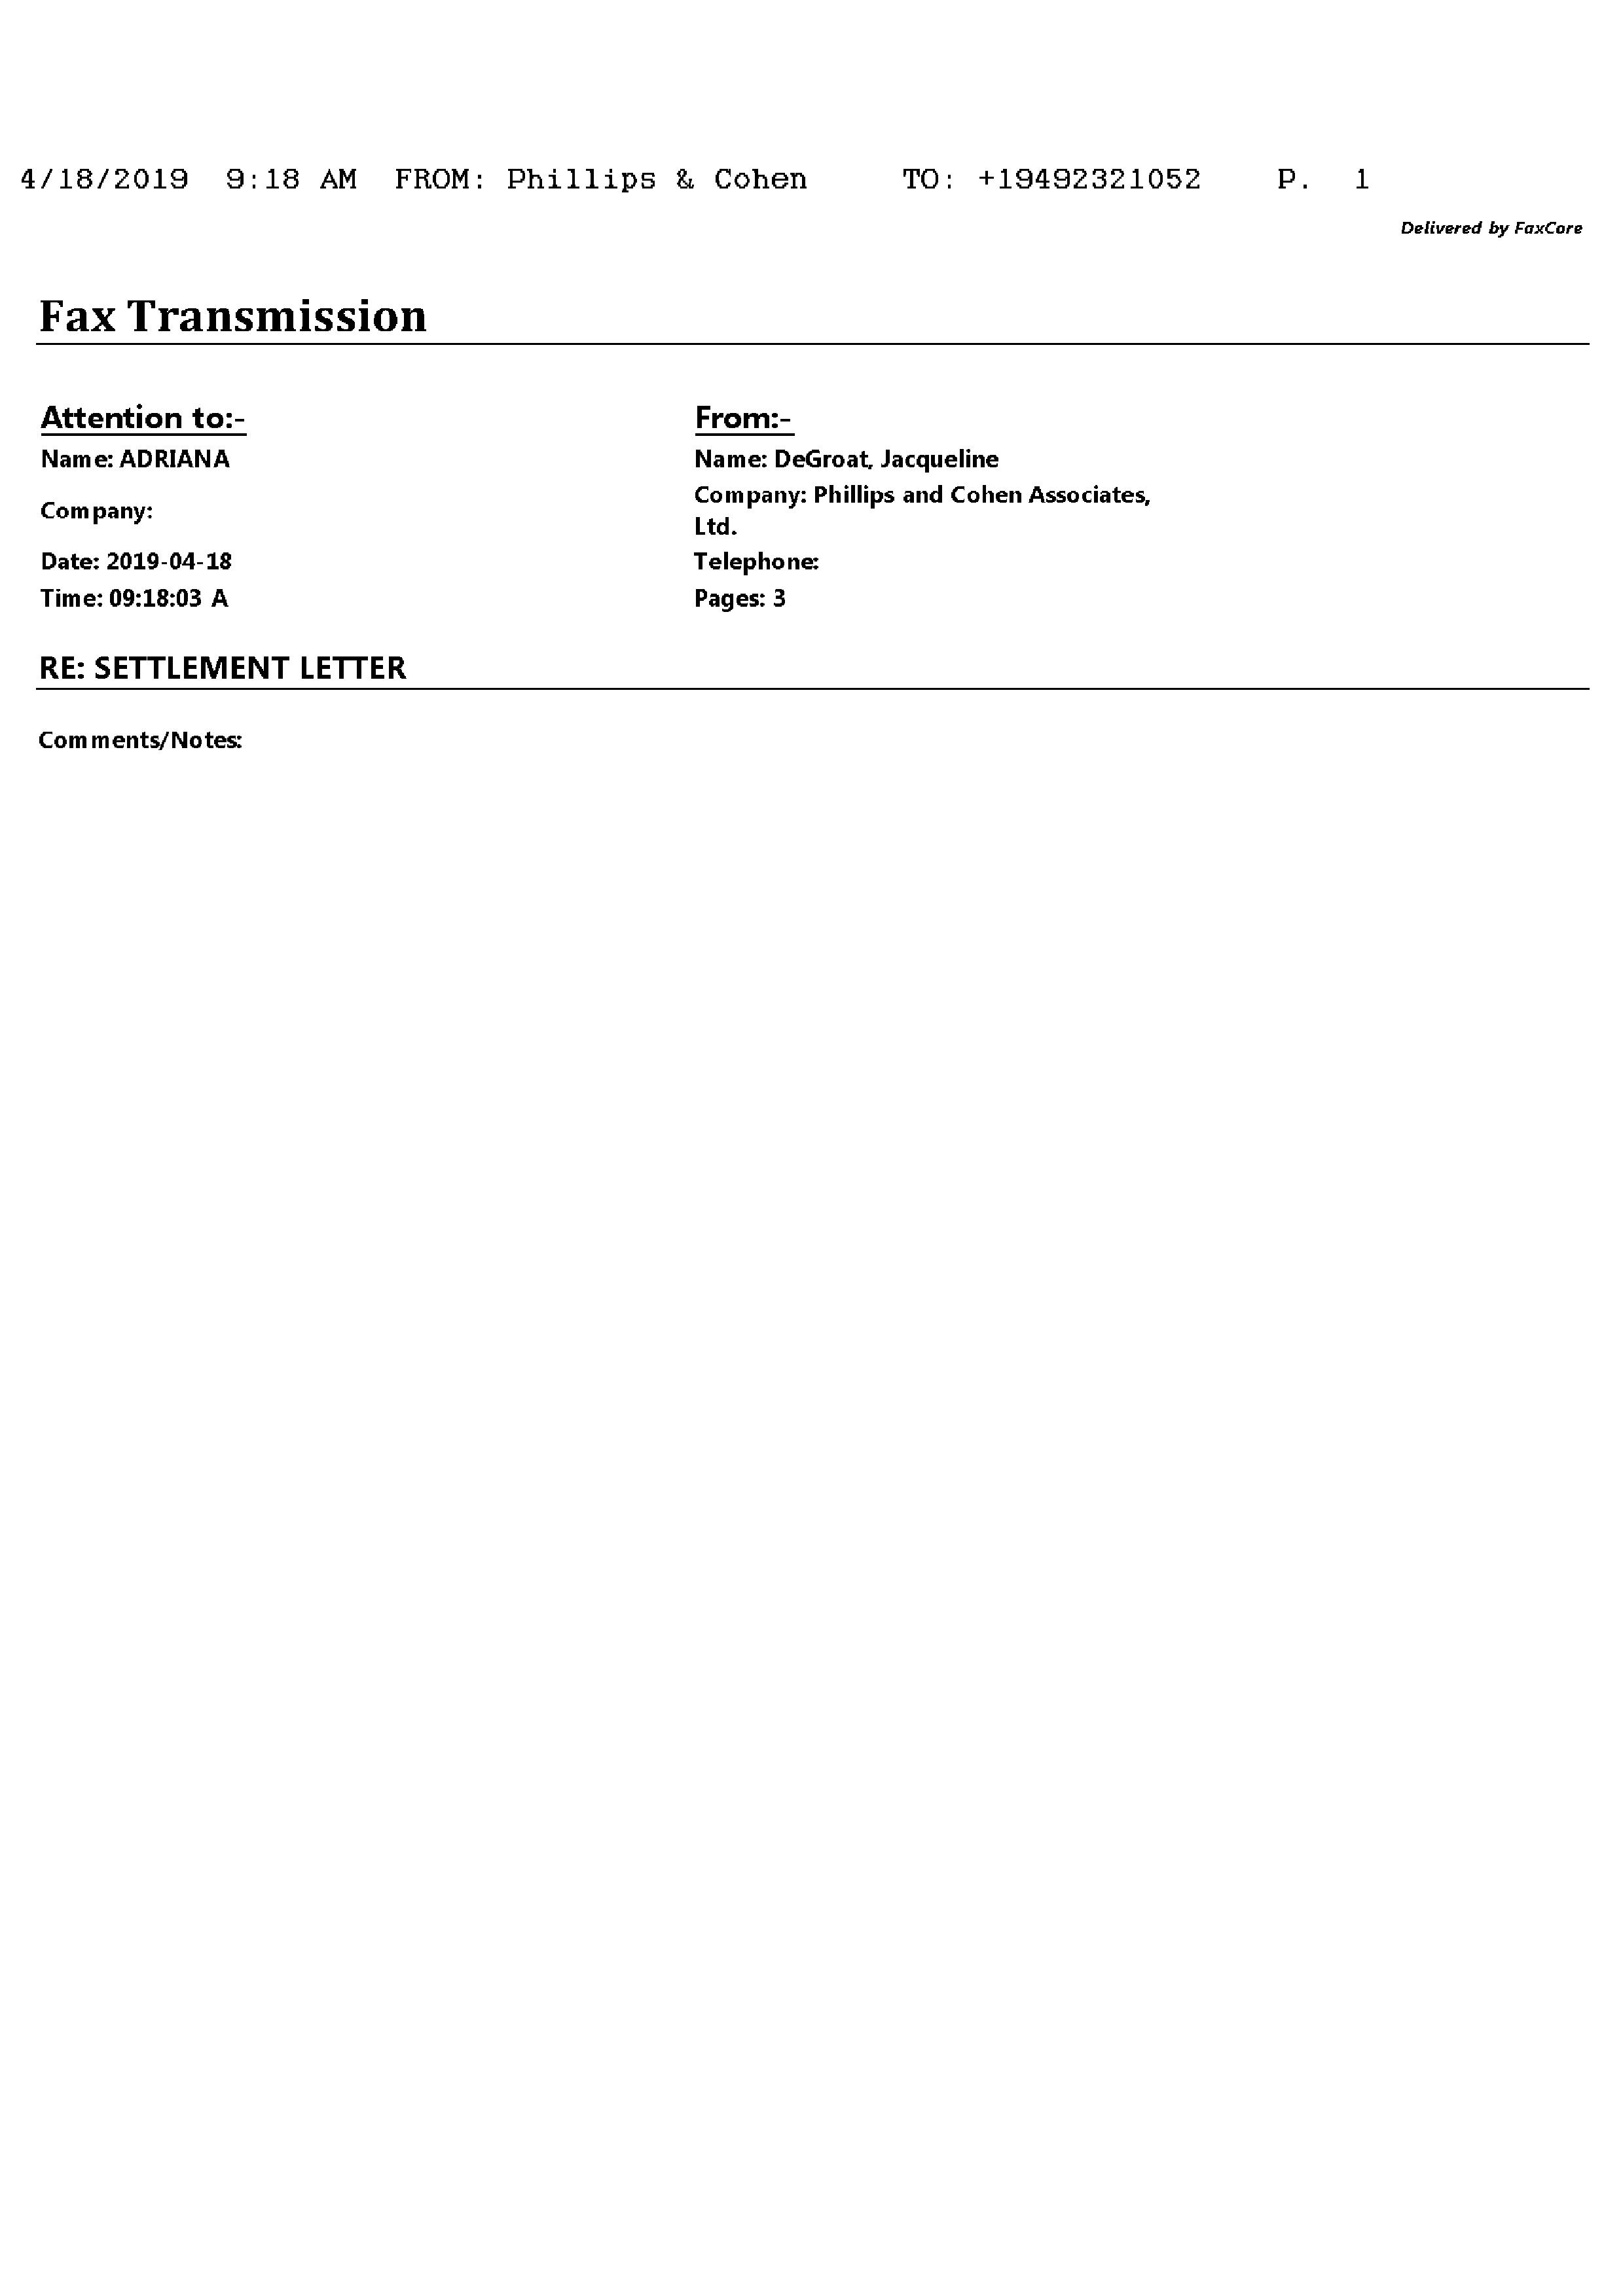 4/18/2019 9:18 AM FROM: Phillips & Cohen TO: +19492321052 P. 1
Delivered by FaxCore
Fax Transmission
Attention to:- From:-
Name: ADRIANA Name: DeGroat, Jacqueline
Company: Company: Phillips and Cohen Associates,
Ltd.
Date: 2019-04-18 Telephone:
Time: 09:18:03 A Pages: 3
RE: SETTLEMENT LETTER
Comments/Notes: